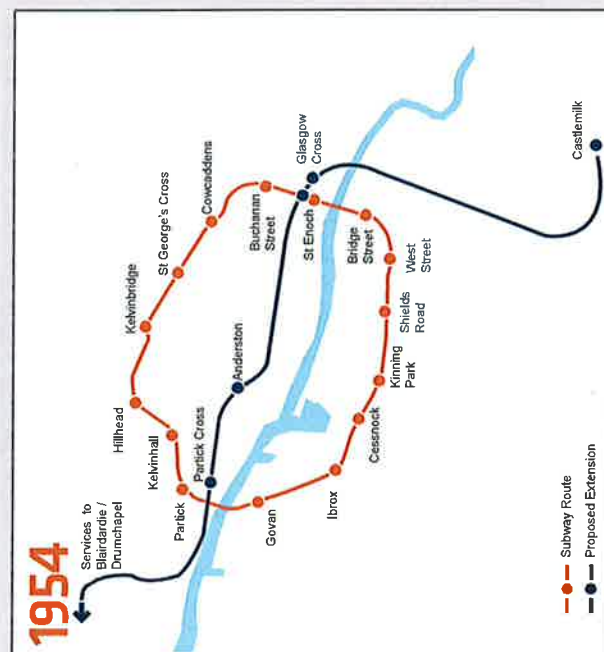 1954
Services to
Blairdardie /
Drumchapel
Partick
Kelvinhall
Hillhead
Kelvinbridge
St George's Cross
Cowcaddens
Buchanan
Street
St Enoch
Bridge
Street
West
Street
Shields
Road
Kinning
Park
Cessnock
Ibrox
Govan
Partick Cross
Anderston
Glasgow
Cross
Castlemilk
Subway Route
Proposed Extension